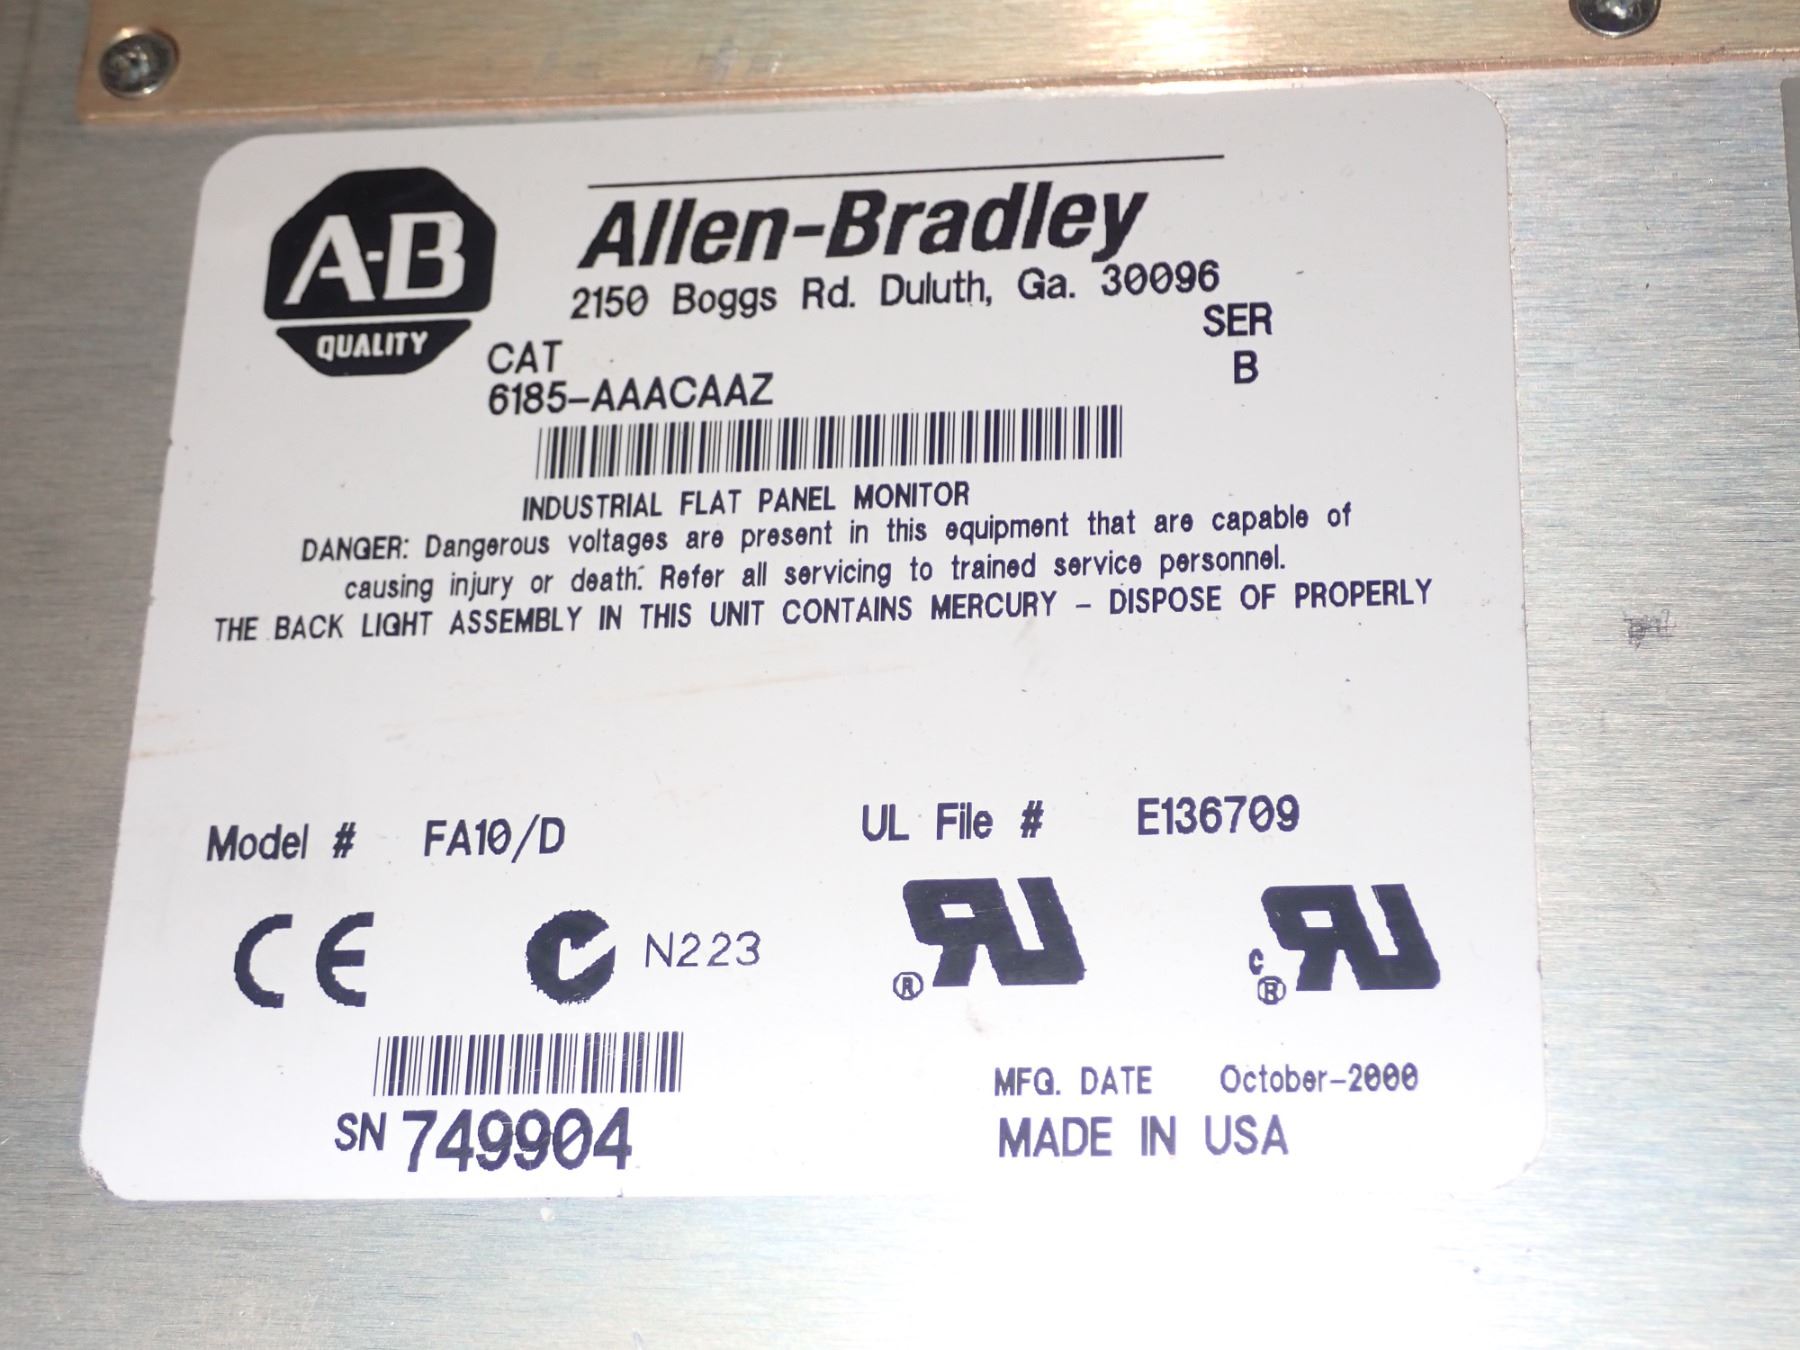 A-B
QUALITY
Allen-Bradley
2150 Boggs Rd. Duluth, Ga. 30096
CAT
6185-AAACAAZ
SER
B
INDUSTRIAL FLAT PANEL MONITOR
DANGER: Dangerous voltages are present in this equipment that are capable of
causing injury or death. Refer all servicing to trained service personnel.
THE BACK LIGHT ASSEMBLY IN THIS UNIT CONTAINS MERCURY - DISPOSE OF PROPERLY
Model # FA10/D
UL File # E136709
CE
C N223
® RU
c ® RU
SN 749904
MFG. DATE October-2000
MADE IN USA